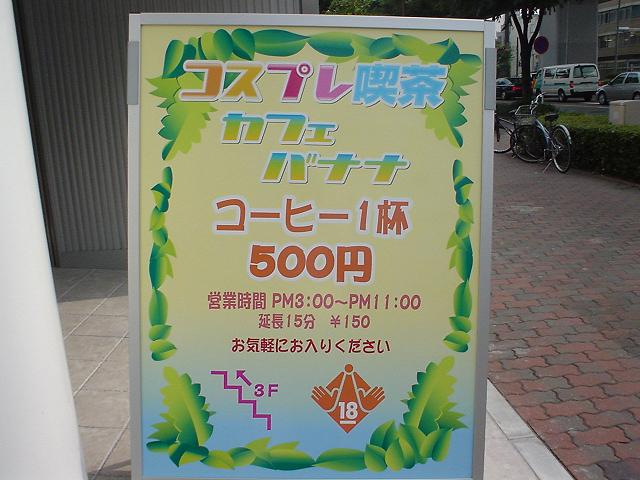 コスプレ喫茶
カフェ
バナナ
コーヒー1杯
500円
営業時間 PM3:00～PM11:00
延長15分 ￥150
お気軽にお入りください
3F
18